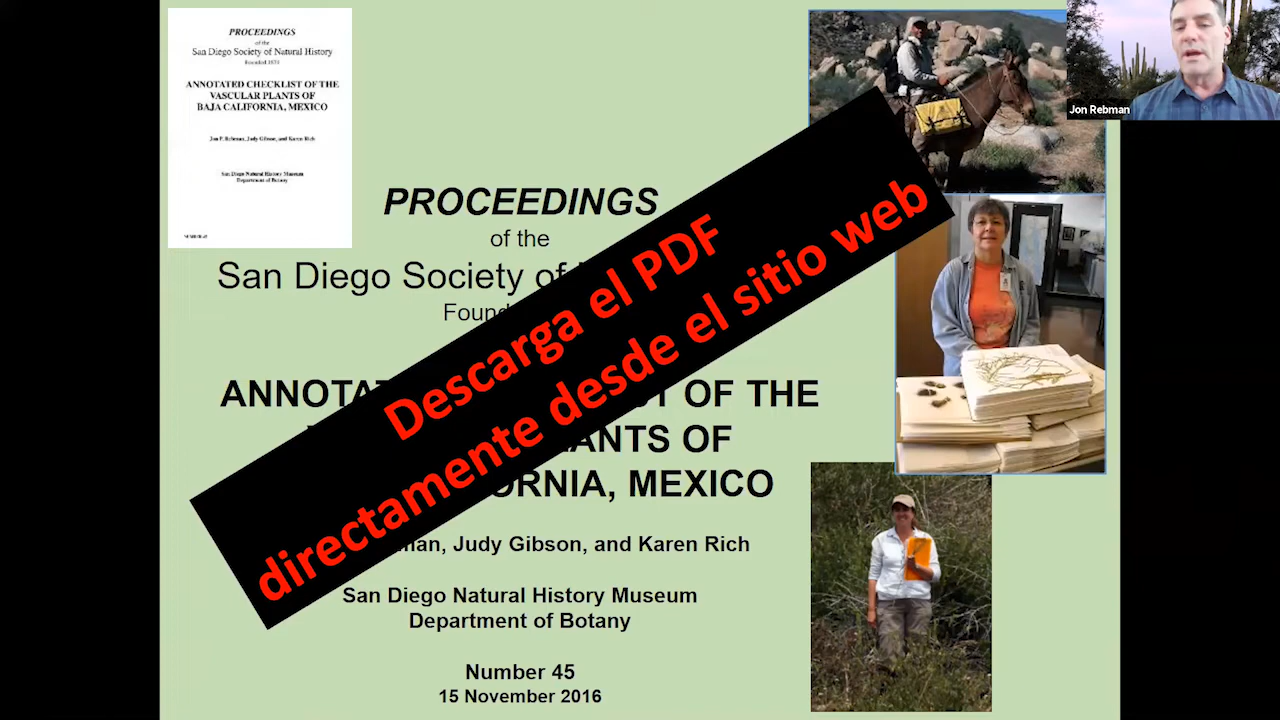 PROCEEDINGS
of the
San Diego Society of Natural History
founded 1874
ANNOTATED CHECKLIST OF THE
VASCULAR PLANTS OF
BAJA CALIFORNIA, MEXICO
Jon P. Rebman, Judy Gibson, and Karen Rich
San Diego Natural History Museum
Department of Botany
NUMBER 45
Jon Rebman
PROCEEDINGS
of the
San Diego Society of
Found
Descarga el PDF
directamente desde el sitio web
ANNOTA OF THE
ANTS OF
ORNIA, MEXICO
man, Judy Gibson, and Karen Rich
San Diego Natural History Museum
Department of Botany
Number 45
15 November 2016